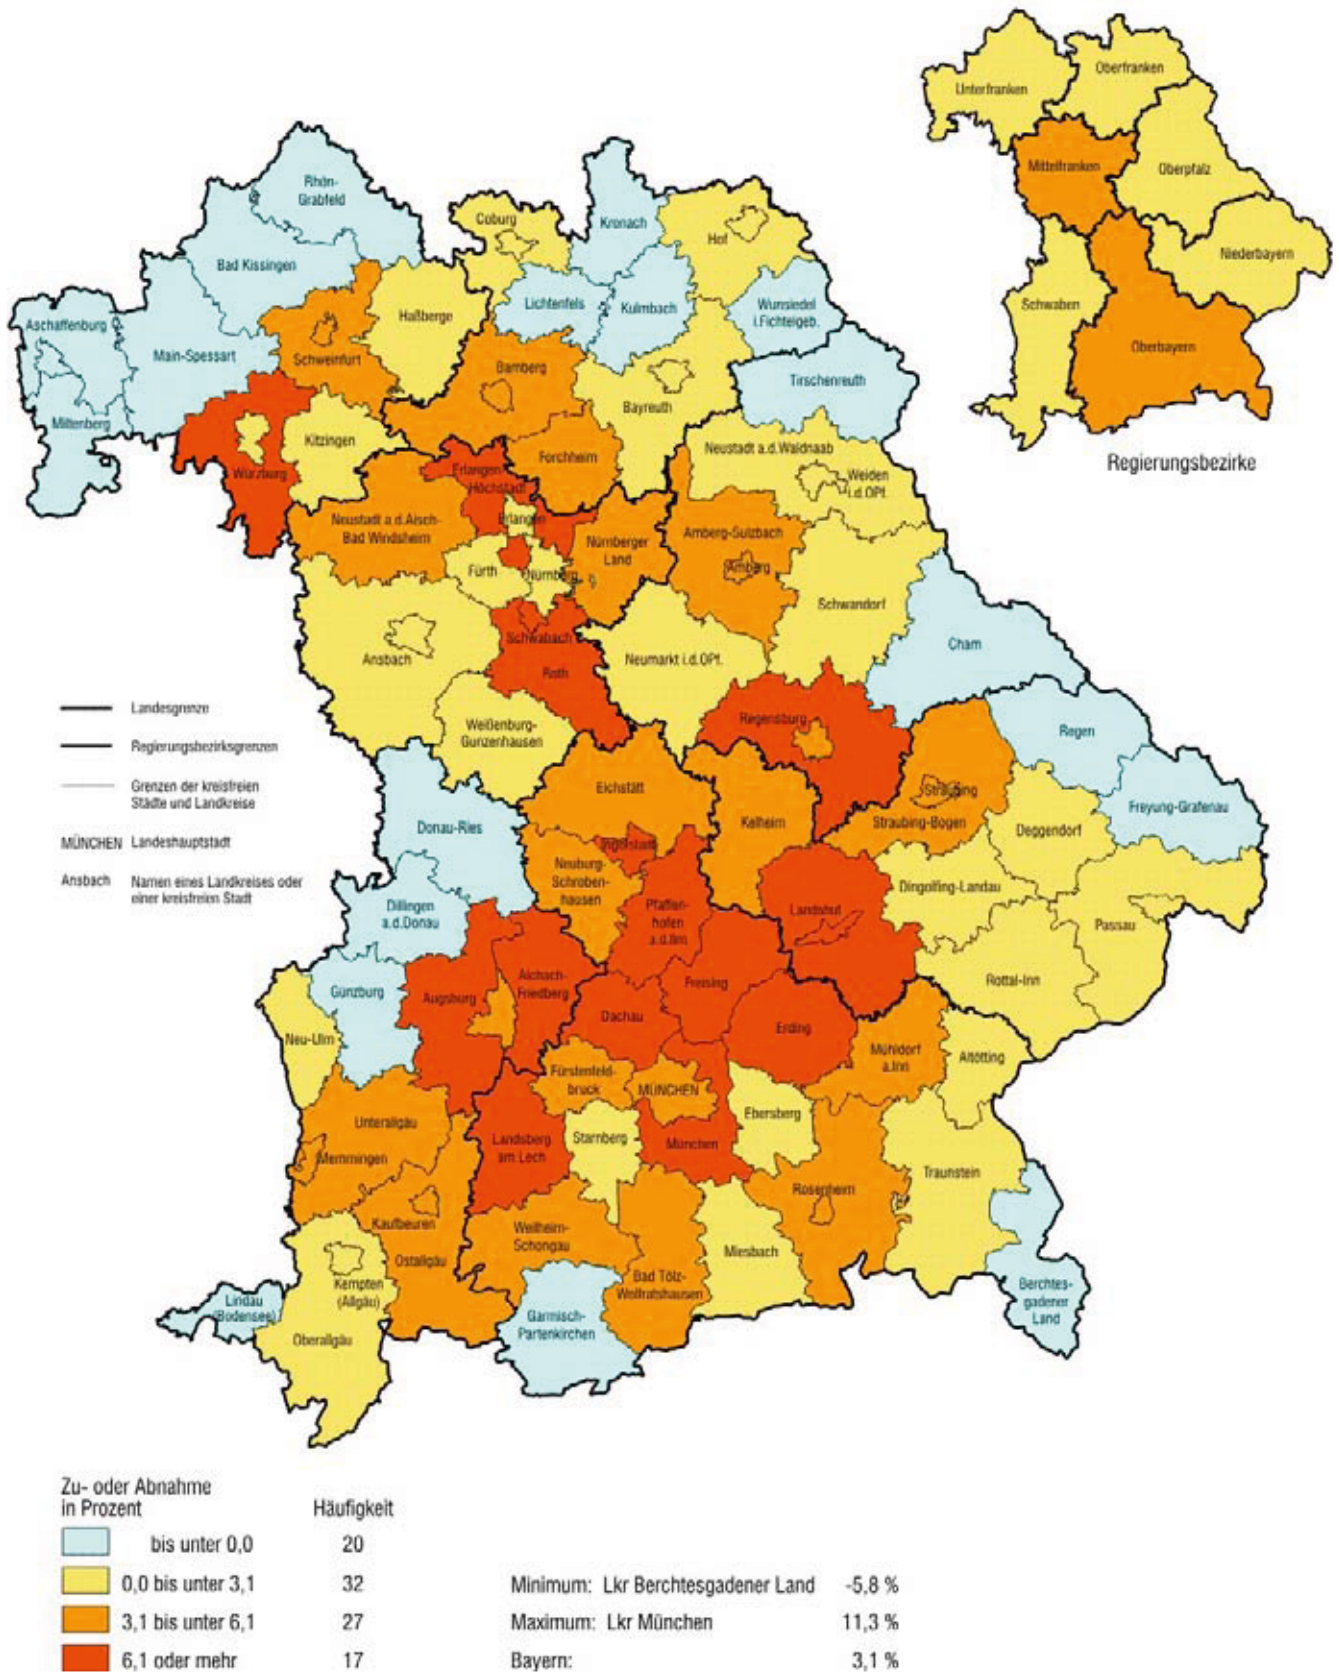 Unterfranken
Oberfranken
Mittelfranken
Oberpfalz
Niederbayern
Schwaben
Oberbayern
Regierungsbezirke
Rhön-
Grabfeld
Bad Kissingen
Aschaffenburg
Main-Spessart
Miltenberg
Schweinfurt
Haßberge
Würzburg
Kitzingen
Coburg
Kronach
Hof
Lichtenfels
Kulmbach
Wunsiedel
i.Fichtelgeb.
Bamberg
Bayreuth
Tirschenreuth
Forchheim
Neustadt a.d.Waldnaab
Weiden
i.d.OPf.
Erlangen-
Höchstadt
Erlangen
Neustadt a.d.Aisch-
Bad Windsheim
Fürth
Nürnberg
Nürnberger
Land
Amberg-Sulzbach
Amberg
Schwandorf
Cham
Ansbach
Schwabach
Roth
Neumarkt i.d.OPf.
Weißenburg-
Gunzenhausen
Regensburg
Regen
Freyung-Grafenau
Straubing
Straubing-Bogen
Deggendorf
Eichstätt
Kelheim
Donau-Ries
Ingolstadt
Neuburg-
Schroben-
hausen
Dillingen
a.d.Donau
Pfaffen-
hofen
a.d.Ilm
Landshut
Dingolfing-Landau
Passau
Rottal-Inn
Günzburg
Augsburg
Aichach-
Friedberg
Freising
Dachau
Erding
Neu-Ulm
Mühldorf
a.Inn
Altötting
Fürstenfeld-
bruck
MÜNCHEN
Ebersberg
Unterallgäu
Memmingen
Landsberg
am Lech
Starnberg
München
Traunstein
Rosenheim
Kaufbeuren
Ostallgäu
Weilheim-
Schongau
Bad Tölz-
Wolfratshausen
Miesbach
Kempten
(Allgäu)
Oberallgäu
Lindau
(Bodensee)
Garmisch-
Partenkirchen
Berchtes-
gadener
Land
Landesgrenze
Regierungsbezirksgrenzen
Grenzen der kreisfreien
Städte und Landkreise
MÜNCHEN Landeshauptstadt
Ansbach Namen eines Landkreises oder
einer kreisfreien Stadt
Zu- oder Abnahme
in Prozent Häufigkeit
bis unter 0,0 20
0,0 bis unter 3,1 32
3,1 bis unter 6,1 27
6,1 oder mehr 17
Minimum: Lkr Berchtesgadener Land -5,8 %
Maximum: Lkr München 11,3 %
Bayern: 3,1 %